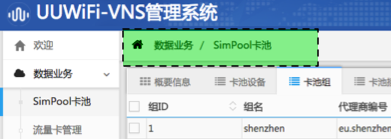 UUWiFi-VNS管理系统
欢迎
数据业务 / SimPool卡池
数据业务
概要信息 卡池设备 卡池组
SimPool卡池
组ID 组名 代理商编号
流量卡管理
1 shenzhen eu.shenzhen